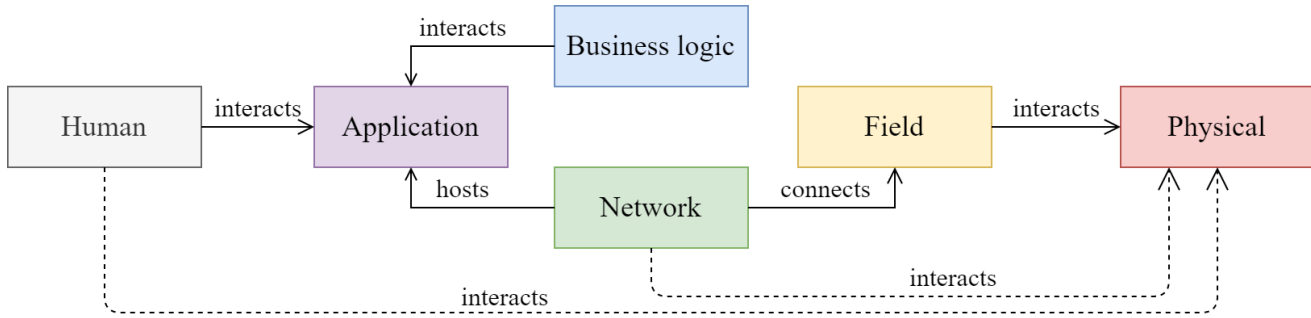 interacts
Business logic
Human
interacts
Application
Field
interacts
Physical
hosts
Network
connects
interacts
interacts